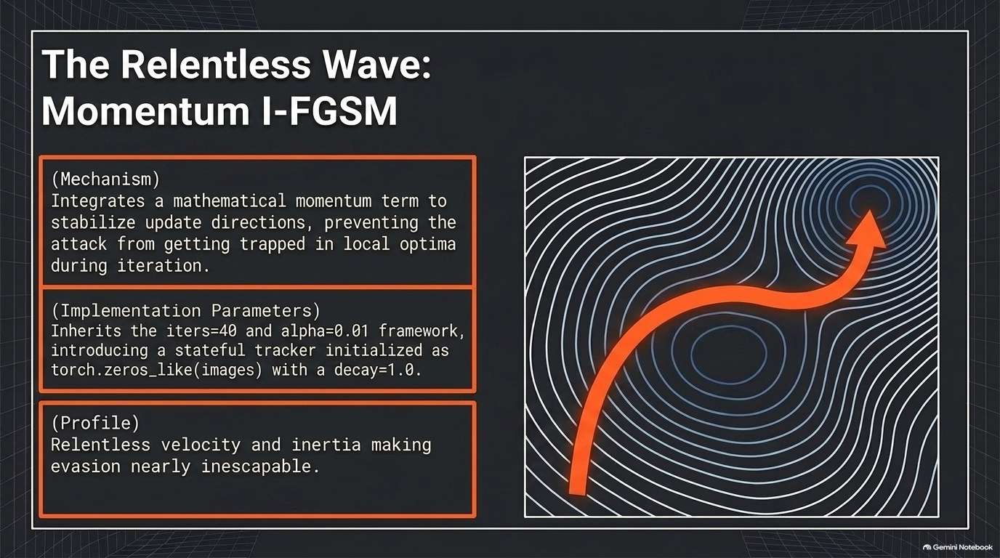 The Relentless Wave:
Momentum I-FGSM
(Mechanism)
Integrates a mathematical momentum term to
stabilize update directions, preventing the
attack from getting trapped in local optima
during iteration.
(Implementation Parameters)
Inherits the iters=40 and alpha=0.01 framework,
introducing a stateful tracker initialized as
torch.zeros_like(images) with a decay=1.0.
(Profile)
Relentless velocity and inertia making
evasion nearly inescapable.
Gemini Notebook